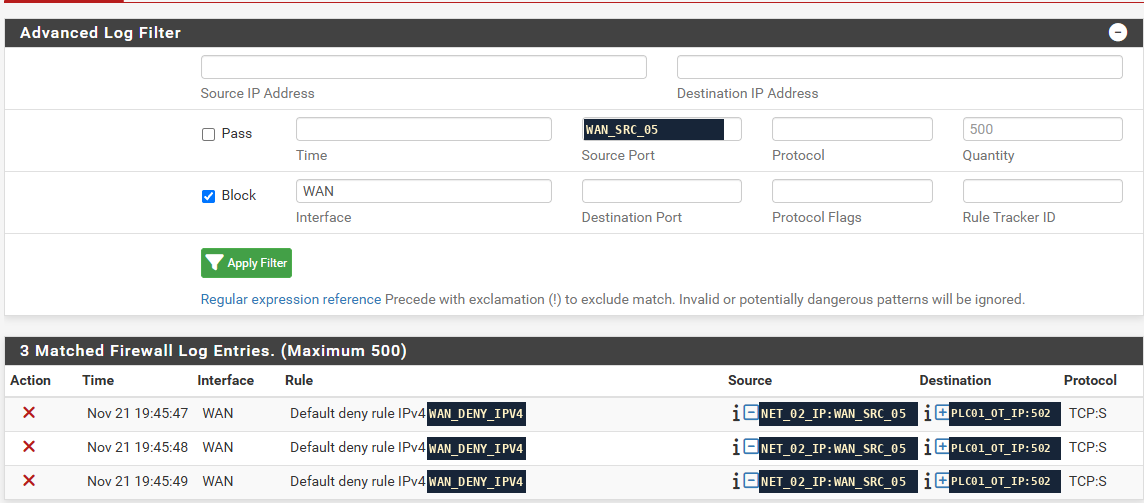 Advanced Log Filter
Source IP Address Destination IP Address
Pass WAN_SRC_05 500
Time Source Port Protocol Quantity
Block WAN
Interface Destination Port Protocol Flags Rule Tracker ID
Apply Filter
Regular expression reference Precede with exclamation (!) to exclude match. Invalid or potentially dangerous patterns will be ignored.
3 Matched Firewall Log Entries. (Maximum 500)
Action Time Interface Rule Source Destination Protocol
Nov 21 19:45:47 WAN Default deny rule IPv4 WAN_DENY_IPV4 NET_02_IP:WAN_SRC_05 PLC01_OT_IP:502 TCP:S
Nov 21 19:45:48 WAN Default deny rule IPv4 WAN_DENY_IPV4 NET_02_IP:WAN_SRC_05 PLC01_OT_IP:502 TCP:S
Nov 21 19:45:49 WAN Default deny rule IPv4 WAN_DENY_IPV4 NET_02_IP:WAN_SRC_05 PLC01_OT_IP:502 TCP:S